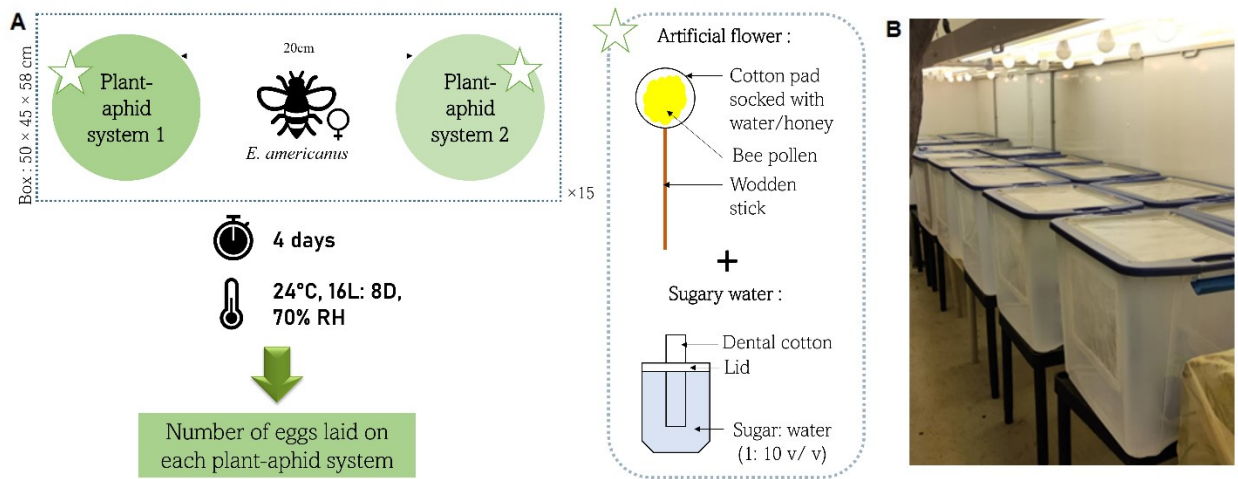 A
Box : 50 × 45 × 58 cm
Plant-
aphid
system 1
20cm
E. americanus
Plant-
aphid
system 2
×15
4 days
24°C, 16L: 8D,
70% RH
Number of eggs laid on
each plant-aphid system
Artificial flower :
Cotton pad
socked with
water/honey
Bee pollen
Wodden
stick
+
Sugary water :
Dental cotton
Lid
Sugar: water
(1: 10 v/ v)
B